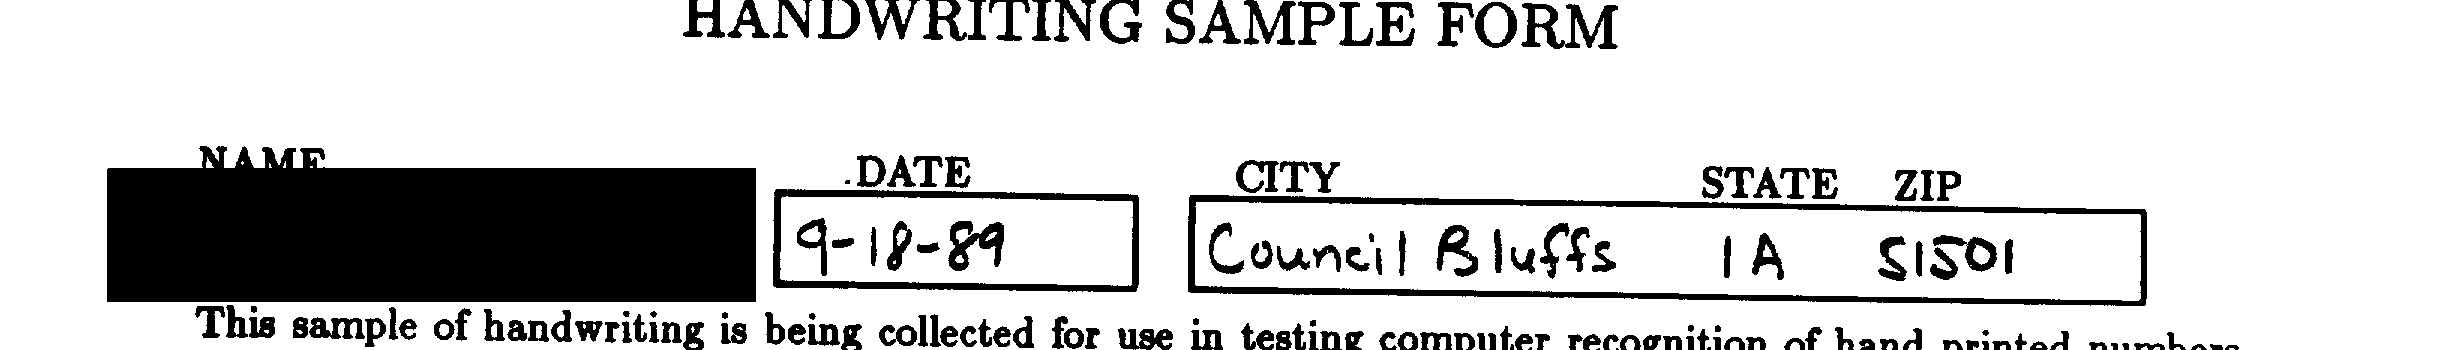 HANDWRITING SAMPLE FORM
NAME .DATE CITY STATE ZIP
9-18-89 Council Bluffs IA 51501
This sample of handwriting is being collected for use in testing computer recognition of hand printed numbers